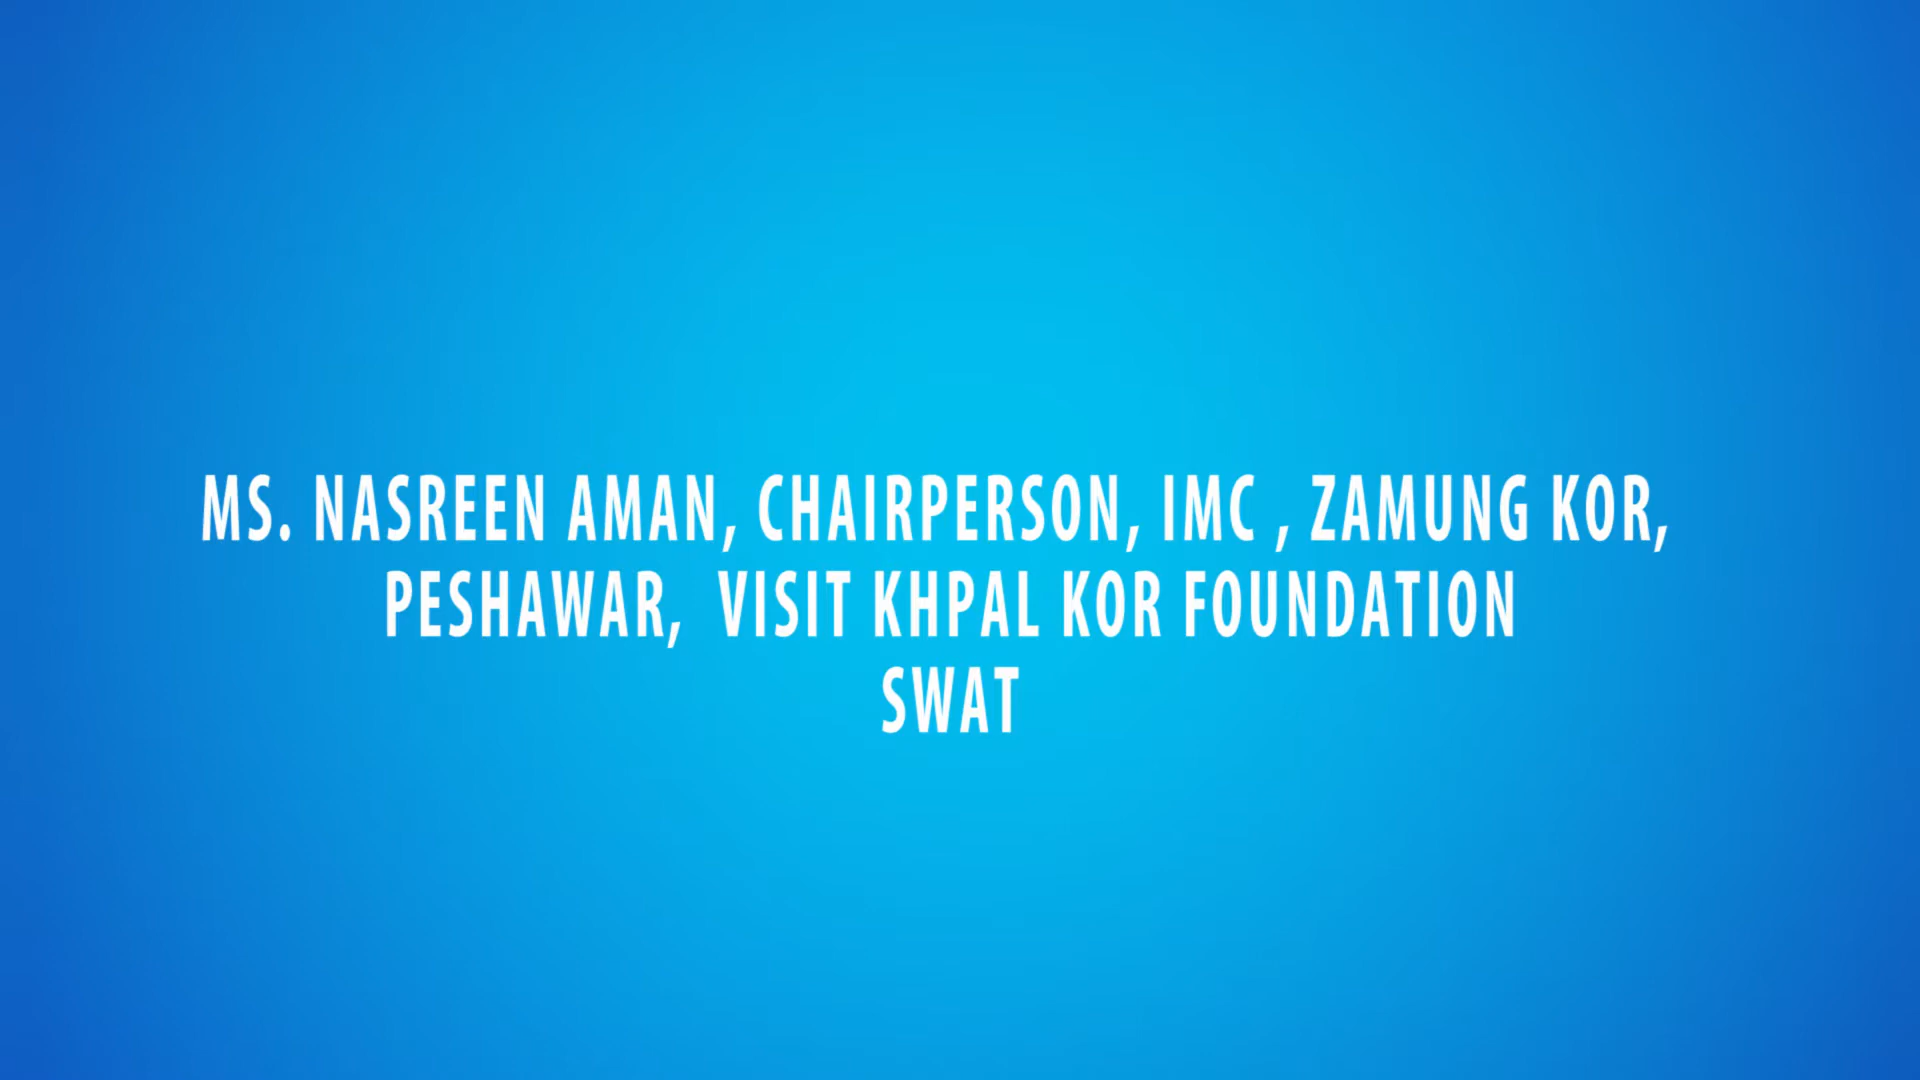 MS. NASREEN AMAN, CHAIRPERSON, IMC , ZAMUNG KOR,
PESHAWAR,  VISIT KHPAL KOR FOUNDATION
SWAT